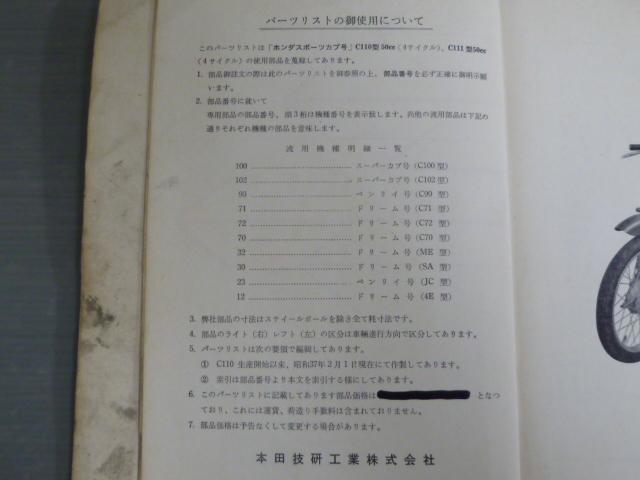 パーツリストの御使用について
このパーツリストは「ホンダスポーツカブ号」C110型50cc(4サイクル)、C111型50cc
(4サイクル)の使用部品を蒐録してあります。
1. 部品御註文の際は此のパーツリストを御参照の上、部品番号を必ず正確に御明示願
います。
2. 部品番号に就いて
専用部品の部品番号、頭3桁は機種番号を表示致します。尚他の流用部品は下記の
通りそれぞれ機種の部品を意味します。
流用機種明細一覧
100 ........ スーパーカブ号(C100型)
102 ........ スーパーカブ号(C102型)
99 ........ ベンリイ号(C99型)
71 ........ ドリーム号(C71型)
72 ........ ドリーム号(C72型)
70 ........ ドリーム号(C70型)
32 ........ ドリーム号(ME型)
30 ........ ドリーム号(SA型)
23 ........ ベンリイ号(JC型)
12 ........ ドリーム号(4E型)
3. 弊社部品の寸法はステイールボールを除き全て粍寸法です。
4. 部品のライト(右)レフト(左)の区分は車輛進行方向で区分してあります。
5. パーツリストは次の要領で編輯してあります。
① C110生産開始以来、昭和37年2月1日現在にて作製してあります。
② 索引は部品番号より本文を索引する様にしてあります。
6. このパーツリストに記載してあります部品価格は となつ
ており、これには運賃、荷造り手数料は含まれておりません。
7. 部品価格は予告なくして変更する場合があります。
本田技研工業株式会社